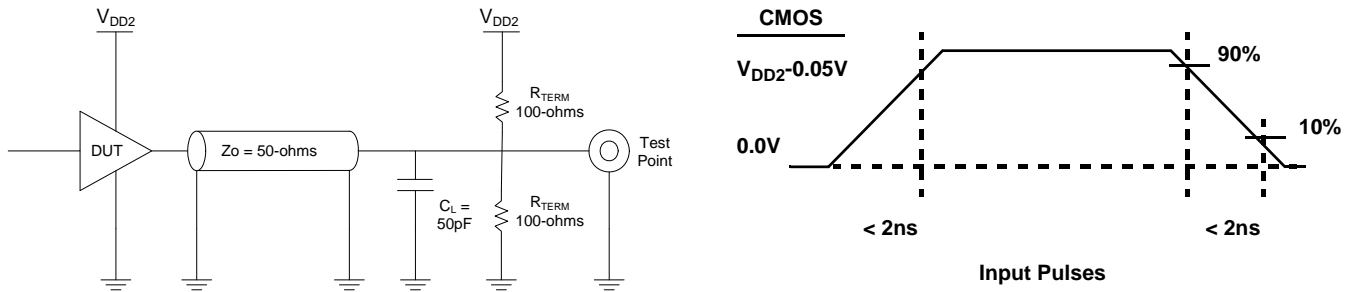 VDD2
VDD2
RTERM
100-ohms
DUT
Zo = 50-ohms
Test
Point
CL =
50pF
RTERM
100-ohms
CMOS
VDD2-0.05V
90%
10%
0.0V
< 2ns
< 2ns
Input Pulses